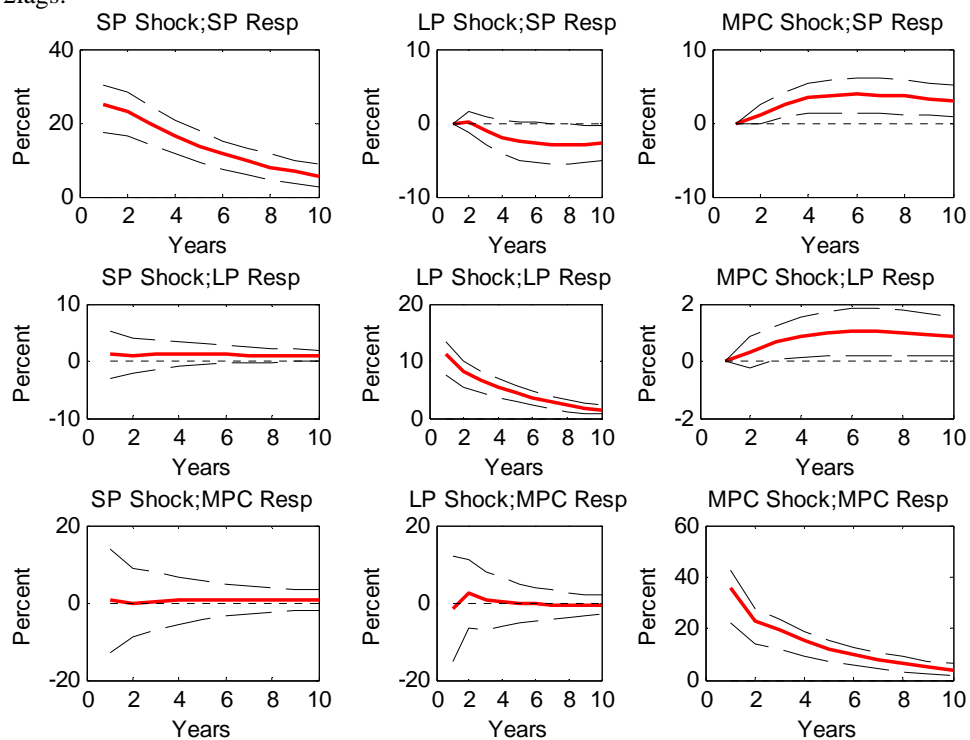 2lags.
SP Shock;SP Resp
LP Shock;SP Resp
MPC Shock;SP Resp
40
20
0
Percent
0 2 4 6 8 10
Years
10
0
-10
Percent
0 2 4 6 8 10
Years
10
0
-10
Percent
0 2 4 6 8 10
Years
SP Shock;LP Resp
LP Shock;LP Resp
MPC Shock;LP Resp
10
0
-10
Percent
0 2 4 6 8 10
Years
20
10
0
Percent
0 2 4 6 8 10
Years
2
0
-2
Percent
0 2 4 6 8 10
Years
SP Shock;MPC Resp
LP Shock;MPC Resp
MPC Shock;MPC Resp
20
0
-20
Percent
0 2 4 6 8 10
Years
20
0
-20
Percent
0 2 4 6 8 10
Years
60
40
20
0
Percent
0 2 4 6 8 10
Years